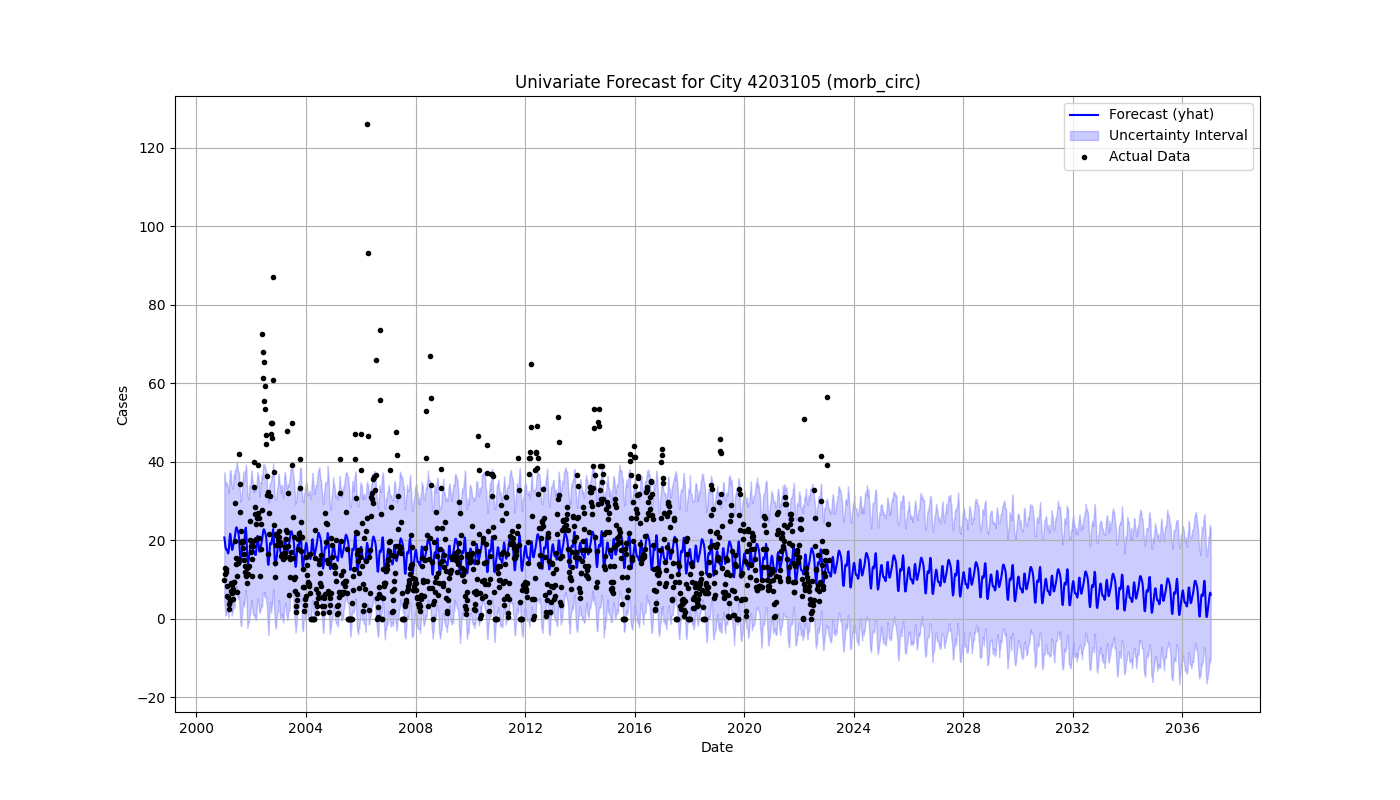 Univariate Forecast for City 4203105 (morb_circ)
Forecast (yhat)
Uncertainty Interval
Actual Data
Cases
120
100
80
60
40
20
0
−20
2000 2004 2008 2012 2016 2020 2024 2028 2032 2036
Date